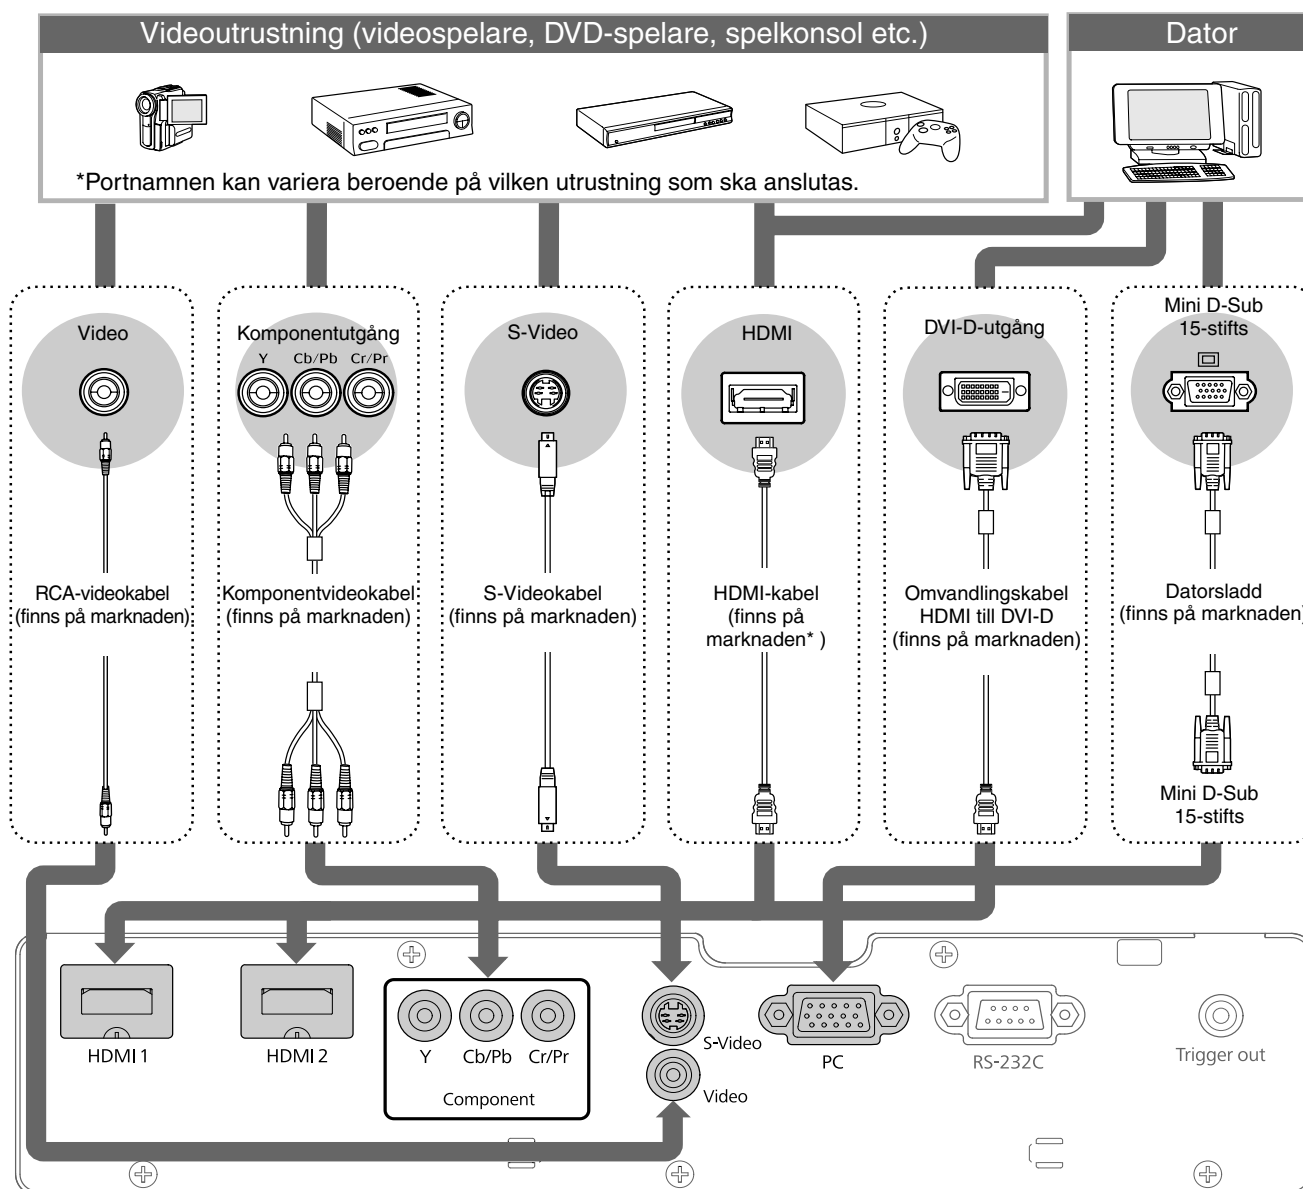 Videoutrustning (videospelare, DVD-spelare, spelkonsol etc.)
Dator
*Portnamnen kan variera beroende på vilken utrustning som ska anslutas.
Video
Komponentutgång
Y Cb/Pb Cr/Pr
S-Video
HDMI
DVI-D-utgång
Mini D-Sub
15-stifts
RCA-videokabel
(finns på marknaden)
Komponentvideokabel
(finns på marknaden)
S-Videokabel
(finns på marknaden)
HDMI-kabel
(finns på
marknaden* )
Omvandlingskabel
HDMI till DVI-D
(finns på marknaden)
Datorsladd
(finns på marknaden)
Mini D-Sub
15-stifts
HDMI 1
HDMI 2
Y Cb/Pb Cr/Pr
Component
S-Video
Video
PC
RS-232C
Trigger out